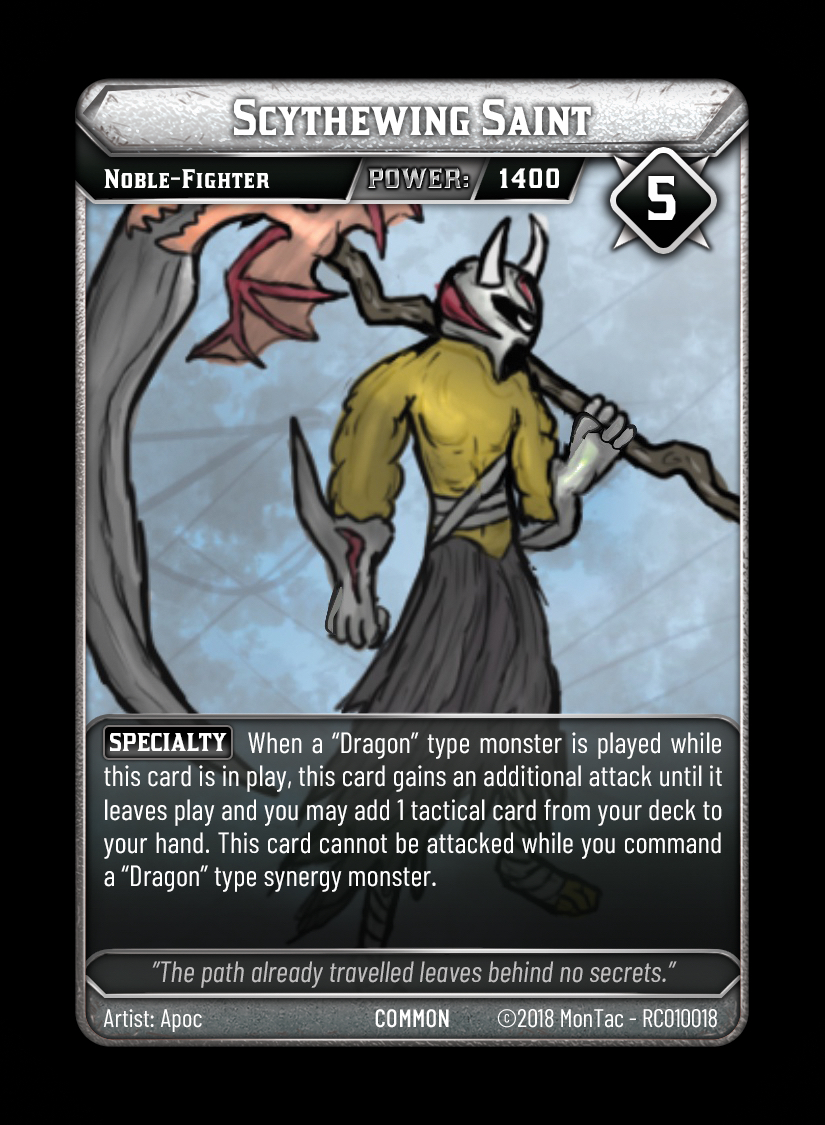 Scythewing Saint
Noble-Fighter POWER: 1400
5
SPECIALTY When a “Dragon” type monster is played while
this card is in play, this card gains an additional attack until it
leaves play and you may add 1 tactical card from your deck to
your hand. This card cannot be attacked while you command
a “Dragon” type synergy monster.
“The path already travelled leaves behind no secrets.”
Artist: Apoc COMMON ©2018 MonTac - RC010018